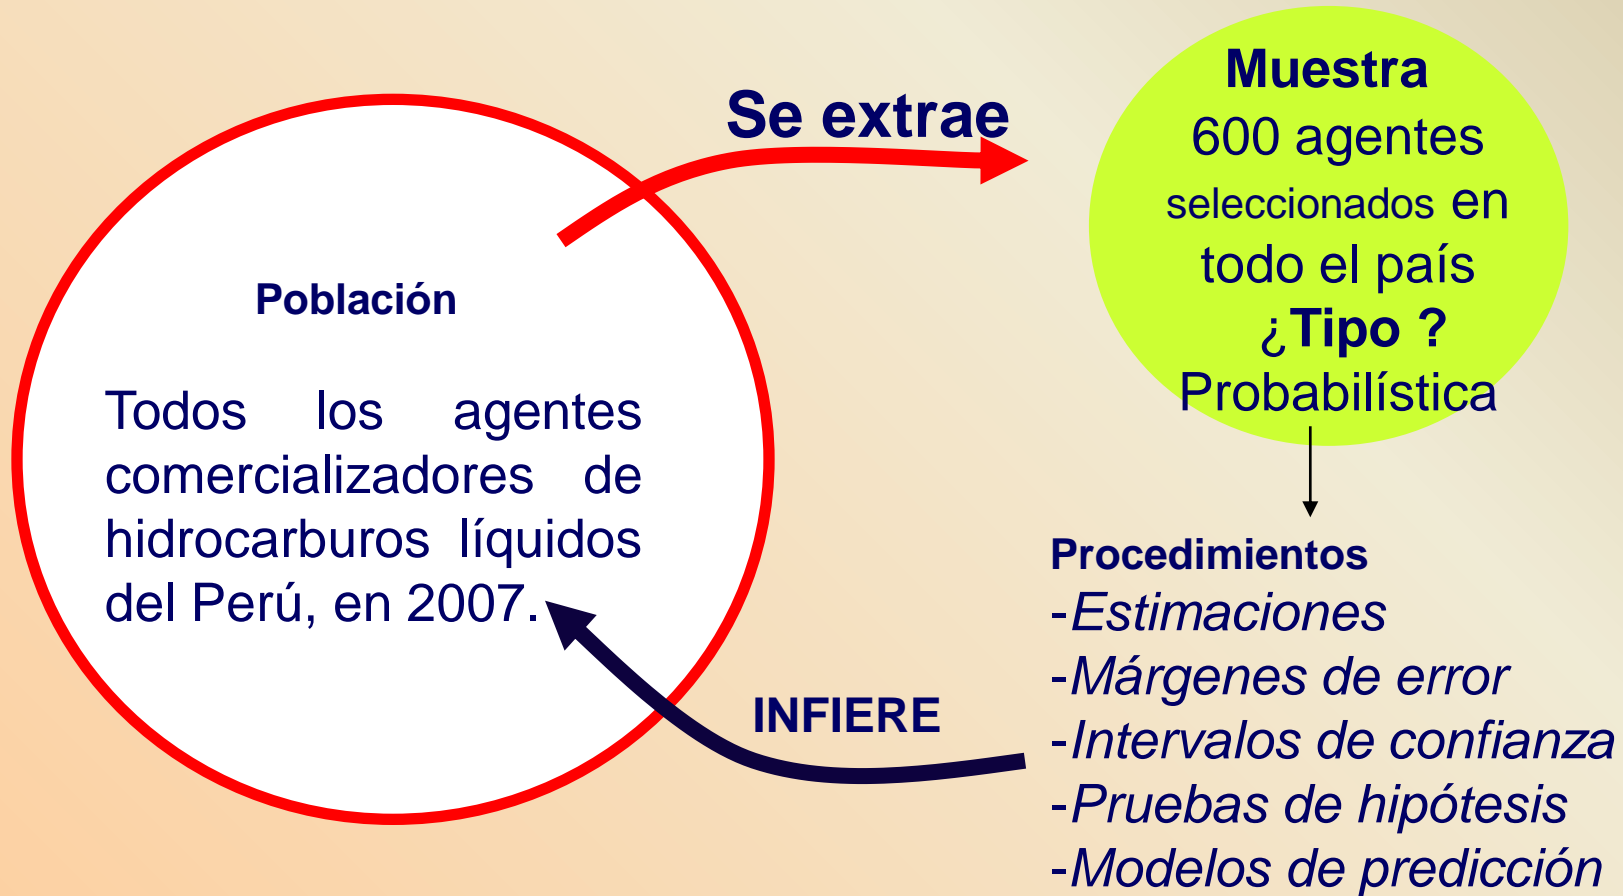 Población
Todos los agentes
comercializadores de
hidrocarburos líquidos
del Perú, en 2007.
Se extrae
Muestra
600 agentes
seleccionados en
todo el país
¿Tipo ?
Probabilística
Procedimientos
-Estimaciones
-Márgenes de error
-Intervalos de confianza
-Pruebas de hipótesis
-Modelos de predicción
INFIERE